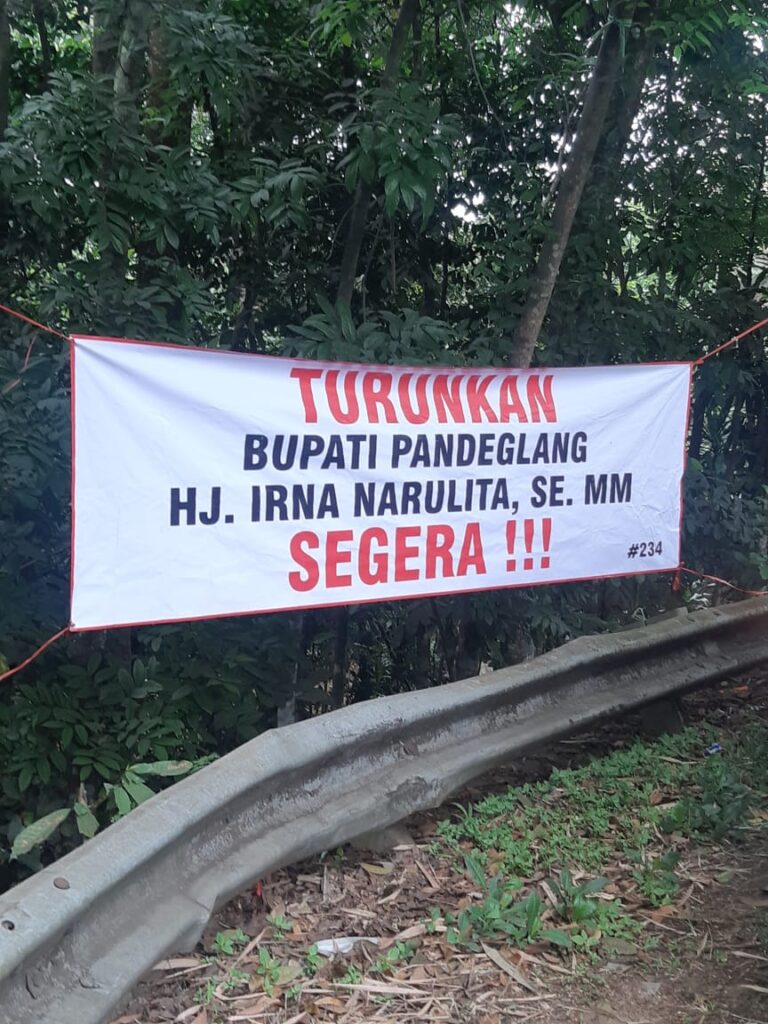 TURUNKAN
BUPATI PANDEGLANG
HJ. IRNA NARULITA, SE. MM
SEGERA !!!
#234